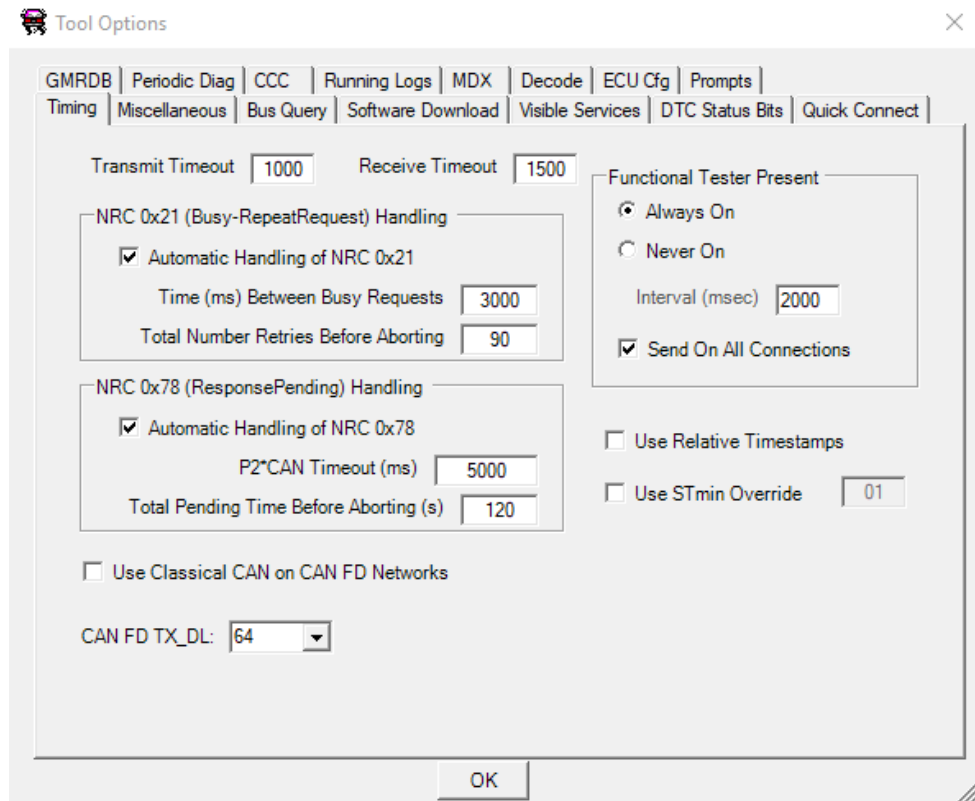 Tool Options
GMRDB Periodic Diag CCC Running Logs MDX Decode ECU Cfg Prompts
Timing Miscellaneous Bus Query Software Download Visible Services DTC Status Bits Quick Connect
Transmit Timeout 1000 Receive Timeout 1500
NRC 0x21 (Busy-RepeatRequest) Handling
Automatic Handling of NRC 0x21
Time (ms) Between Busy Requests 3000
Total Number Retries Before Aborting 90
NRC 0x78 (ResponsePending) Handling
Automatic Handling of NRC 0x78
P2*CAN Timeout (ms) 5000
Total Pending Time Before Aborting (s) 120
Use Classical CAN on CAN FD Networks
CAN FD TX_DL: 64
Functional Tester Present
Always On
Never On
Interval (msec) 2000
Send On All Connections
Use Relative Timestamps
Use STmin Override 01
OK